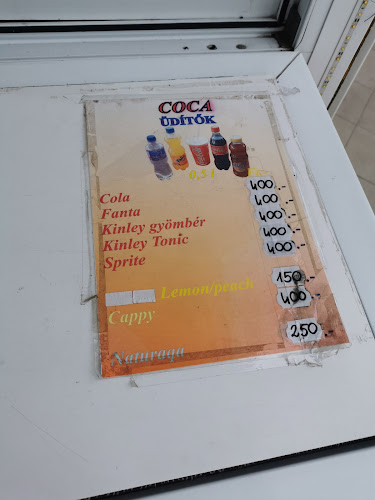 COCA
ÜDÍTŐK
0,5 l
Cola 400.-
Fanta 400.-
Kinley gyömbér 400.-
Kinley Tonic 400.-
Sprite 400.-
Lemon/peach 150.-
Cappy 400.-
Naturaqa 250.-